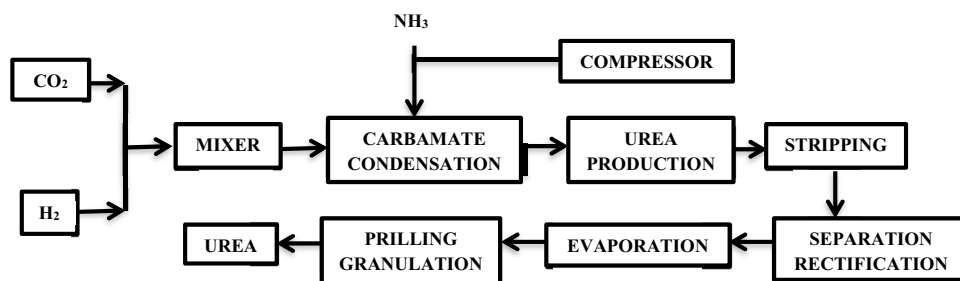 NH₃
COMPRESSOR
CO₂
MIXER
CARBAMATE
CONDENSATION
UREA
PRODUCTION
STRIPPING
H₂
UREA
PRILLING
GRANULATION
EVAPORATION
SEPARATION
RECTIFICATION